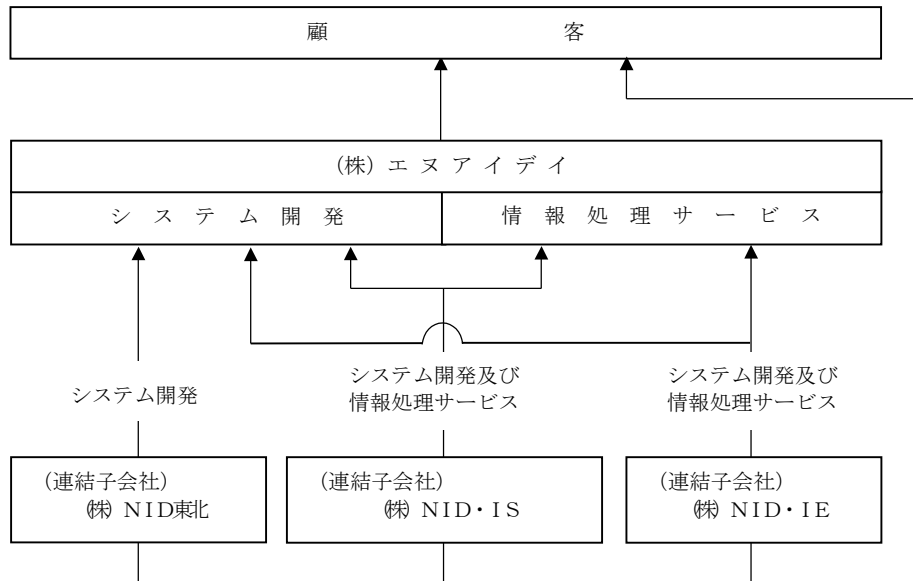 顧客
(株)エヌアイデイ
システム開発
情報処理サービス
システム開発
システム開発及び
情報処理サービス
システム開発及び
情報処理サービス
(連結子会社)
㈱ NID東北
(連結子会社)
㈱ NID・IS
(連結子会社)
㈱ NID・IE